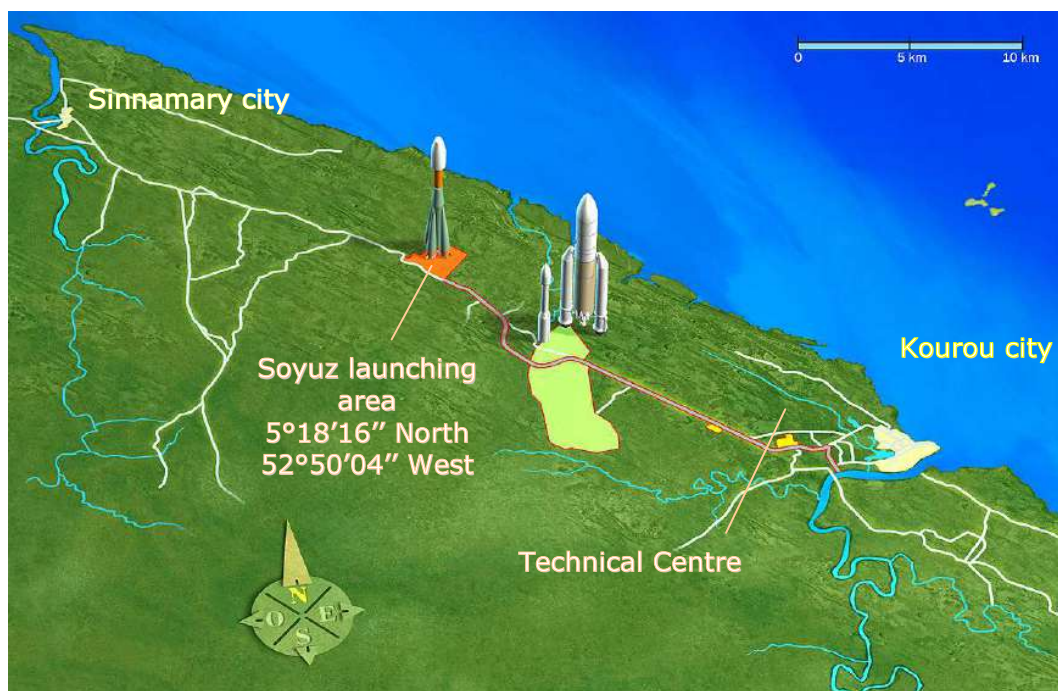 0 5 km 10 km
Sinnamary city
Kourou city
Soyuz launching
area
5°18’16’’ North
52°50’04’’ West
Technical Centre
N
O E
S